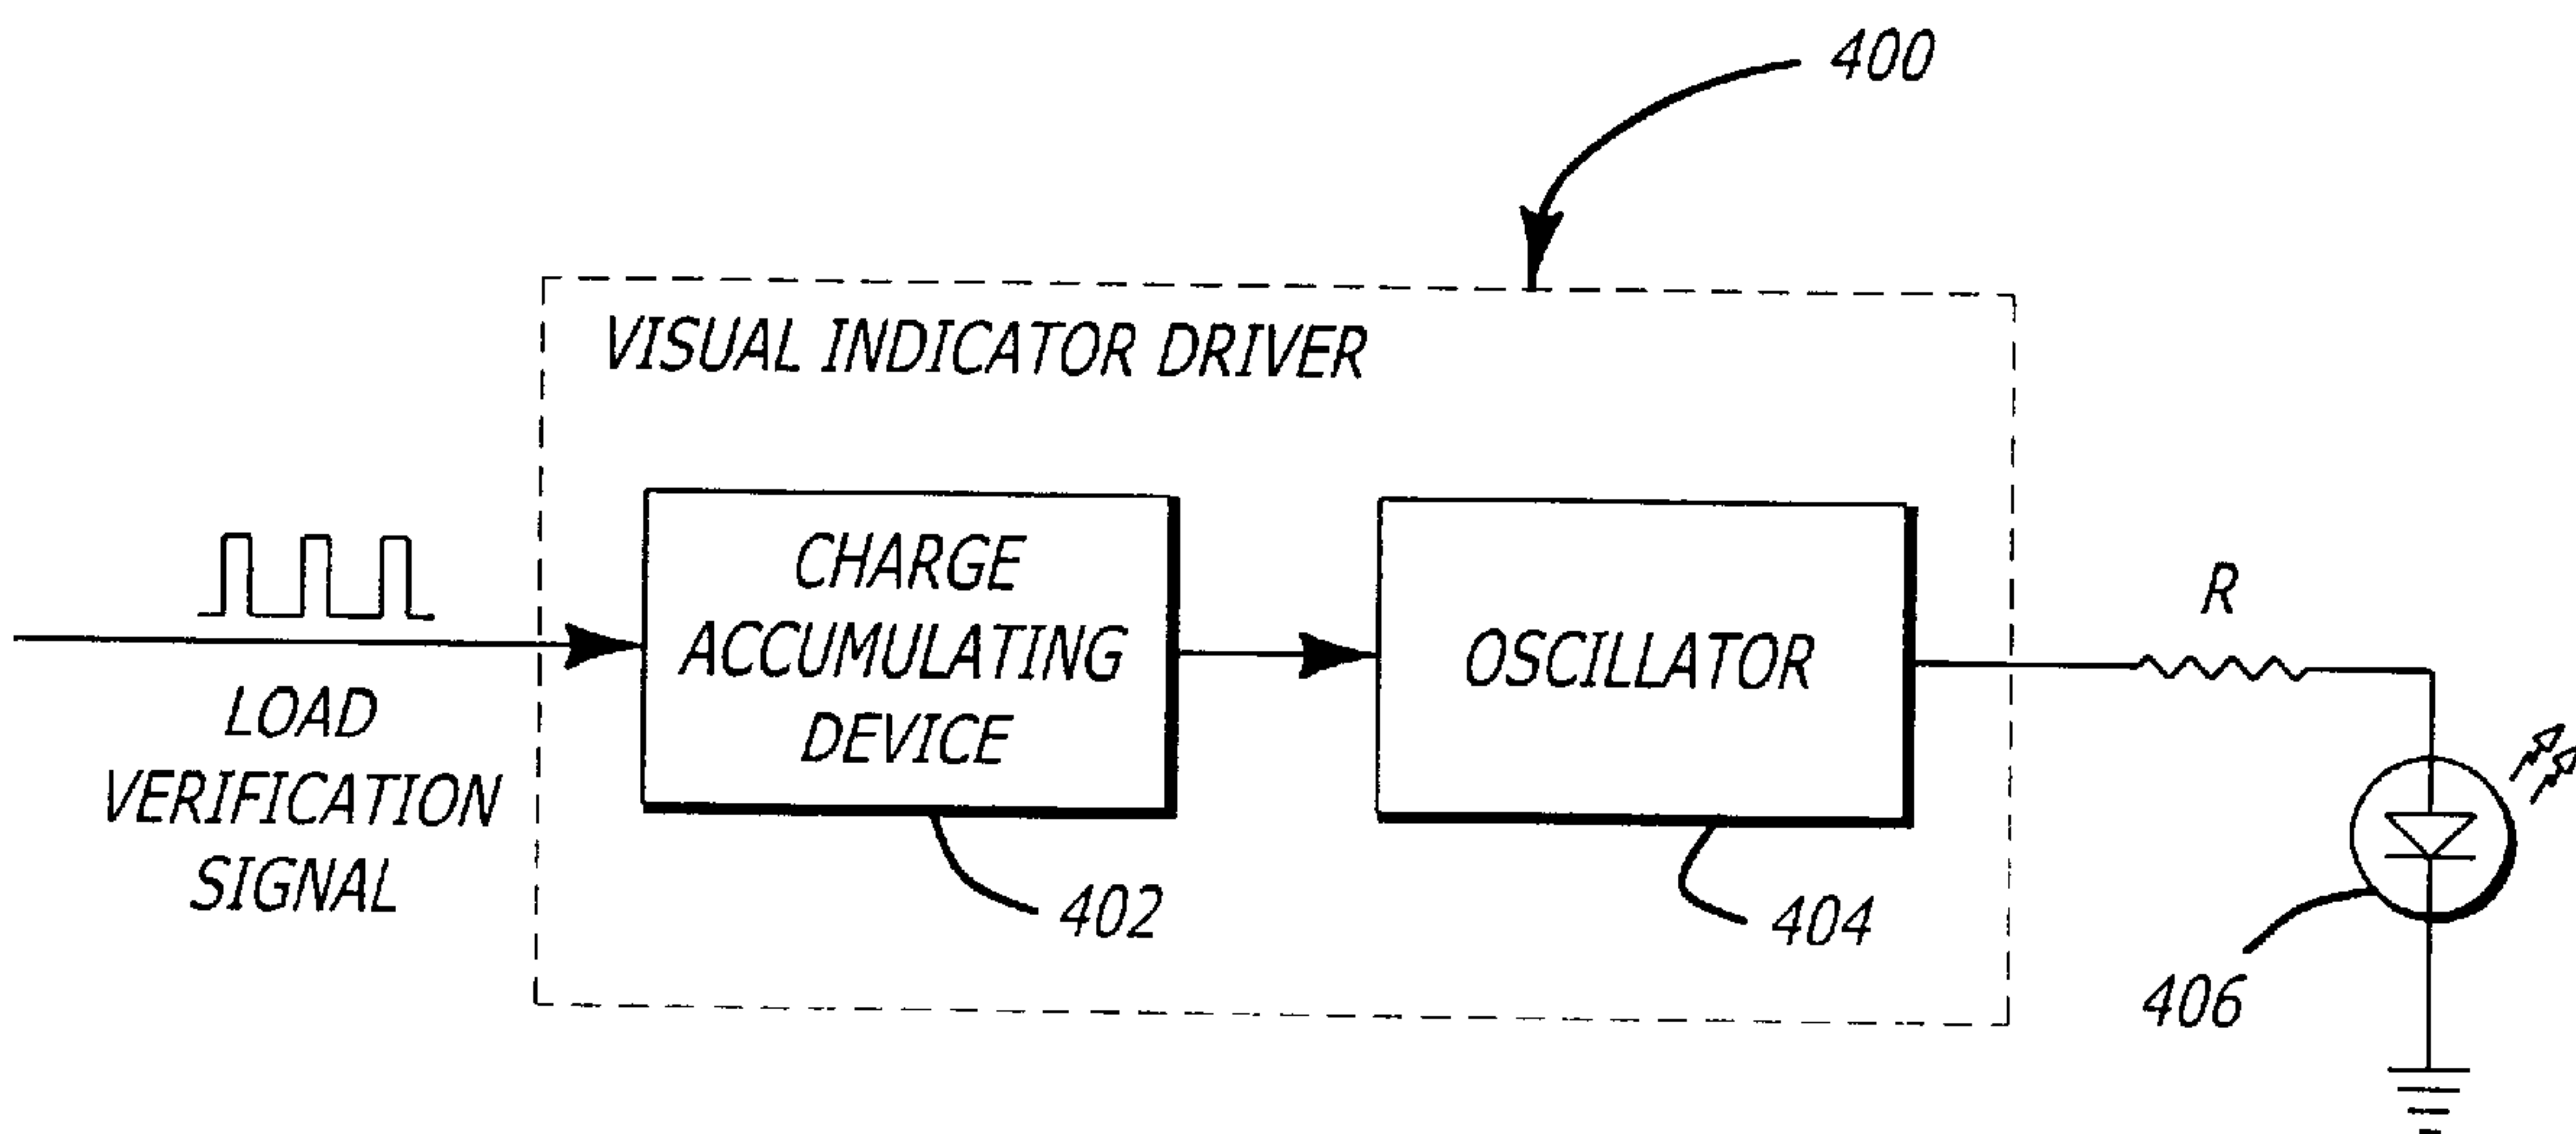 400
VISUAL INDICATOR DRIVER
CHARGE
ACCUMULATING
DEVICE
OSCILLATOR
R
LOAD
VERIFICATION
SIGNAL
402
404
406